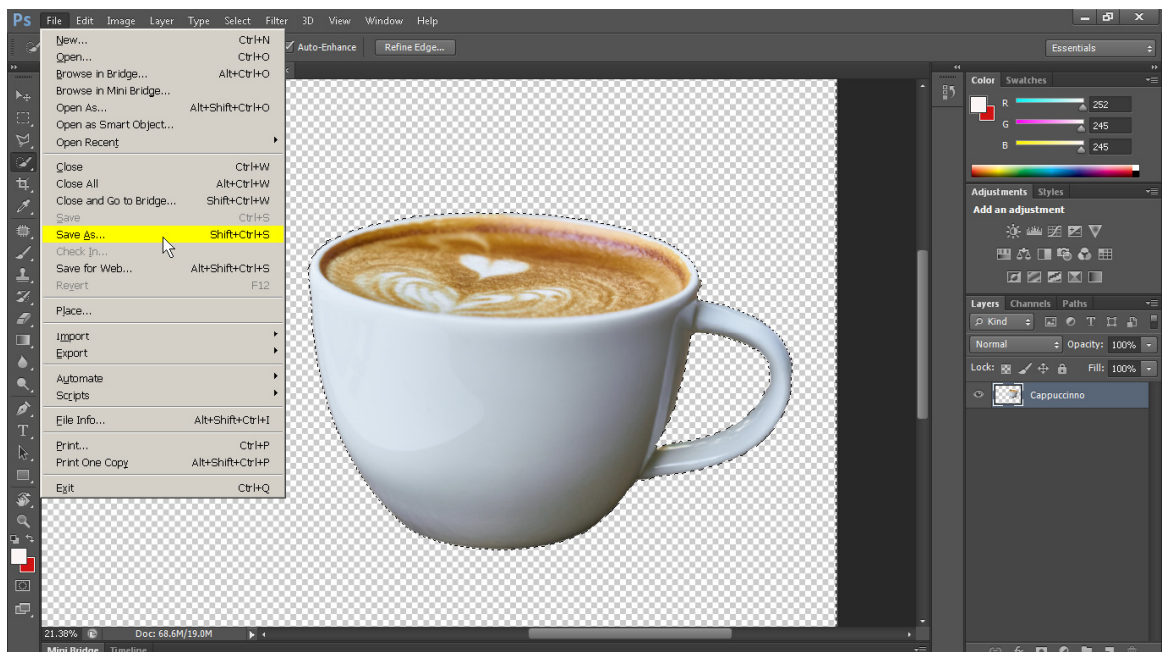 Ps File Edit Image Layer Type Select Filter 3D View Window Help
Auto-Enhance Refine Edge... Essentials
New... Ctrl+N
Open... Ctrl+O
Browse in Bridge... Alt+Ctrl+O
Browse in Mini Bridge...
Open As... Alt+Shift+Ctrl+O
Open as Smart Object...
Open Recent
Close Ctrl+W
Close All Alt+Ctrl+W
Close and Go to Bridge... Shift+Ctrl+W
Save Ctrl+S
Save As... Shift+Ctrl+S
Check In...
Save for Web... Alt+Shift+Ctrl+S
Revert F12
Place...
Import
Export
Automate
Scripts
File Info... Alt+Shift+Ctrl+I
Print... Ctrl+P
Print One Copy Alt+Shift+Ctrl+P
Exit Ctrl+Q
Color Swatches
R 252
G 245
B 245
Adjustments Styles
Add an adjustment
Layers Channels Paths
Kind
Normal Opacity: 100%
Lock: Fill: 100%
Cappuccinno
21.38% Doc: 68.6M/19.0M
Mini Bridge Timeline